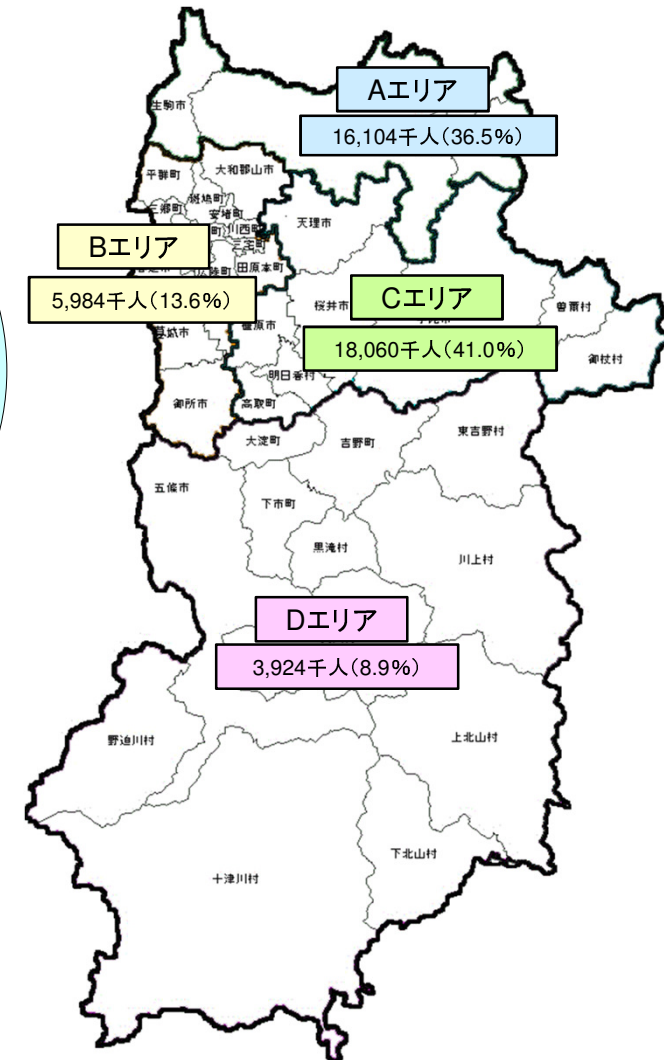 Aエリア
16,104千人(36.5%)
生駒市
平群町
大和郡山市
斑鳩町
三郷町
安堵町
川西町
三宅町
天理市
Bエリア
田原本町
5,984千人(13.6%)
Cエリア
桜井市
曽爾村
橿原市
18,060千人(41.0%)
葛城市
御杖村
明日香村
御所市
高取町
大淀町
吉野町
東吉野村
五條市
下市町
黒滝村
川上村
Dエリア
3,924千人(8.9%)
野迫川村
上北山村
下北山村
十津川村